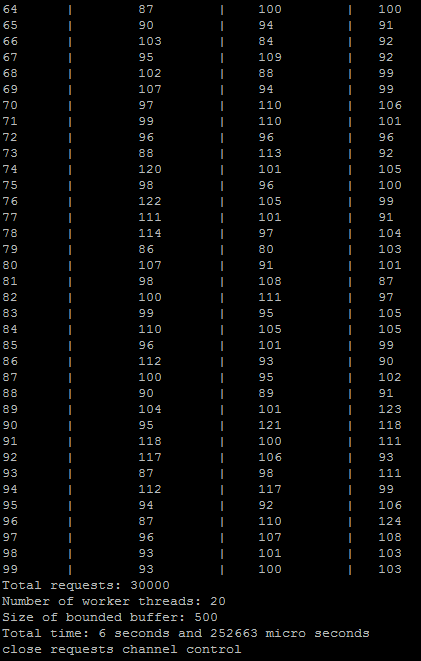 64 | 87 | 100 | 100
65 | 90 | 94 | 91
66 | 103 | 84 | 92
67 | 95 | 109 | 92
68 | 102 | 88 | 99
69 | 107 | 94 | 99
70 | 97 | 110 | 106
71 | 99 | 110 | 101
72 | 96 | 96 | 96
73 | 88 | 113 | 92
74 | 120 | 101 | 105
75 | 98 | 96 | 100
76 | 122 | 105 | 99
77 | 111 | 101 | 91
78 | 114 | 97 | 104
79 | 86 | 80 | 103
80 | 107 | 91 | 101
81 | 98 | 108 | 87
82 | 100 | 111 | 97
83 | 99 | 95 | 105
84 | 110 | 105 | 105
85 | 96 | 101 | 99
86 | 112 | 93 | 90
87 | 100 | 95 | 102
88 | 90 | 89 | 91
89 | 104 | 101 | 123
90 | 95 | 121 | 118
91 | 118 | 100 | 111
92 | 117 | 106 | 93
93 | 87 | 98 | 111
94 | 112 | 117 | 99
95 | 94 | 92 | 106
96 | 87 | 110 | 124
97 | 96 | 107 | 108
98 | 93 | 101 | 103
99 | 93 | 100 | 103
Total requests: 30000
Number of worker threads: 20
Size of bounded buffer: 500
Total time: 6 seconds and 252663 micro seconds
close requests channel control